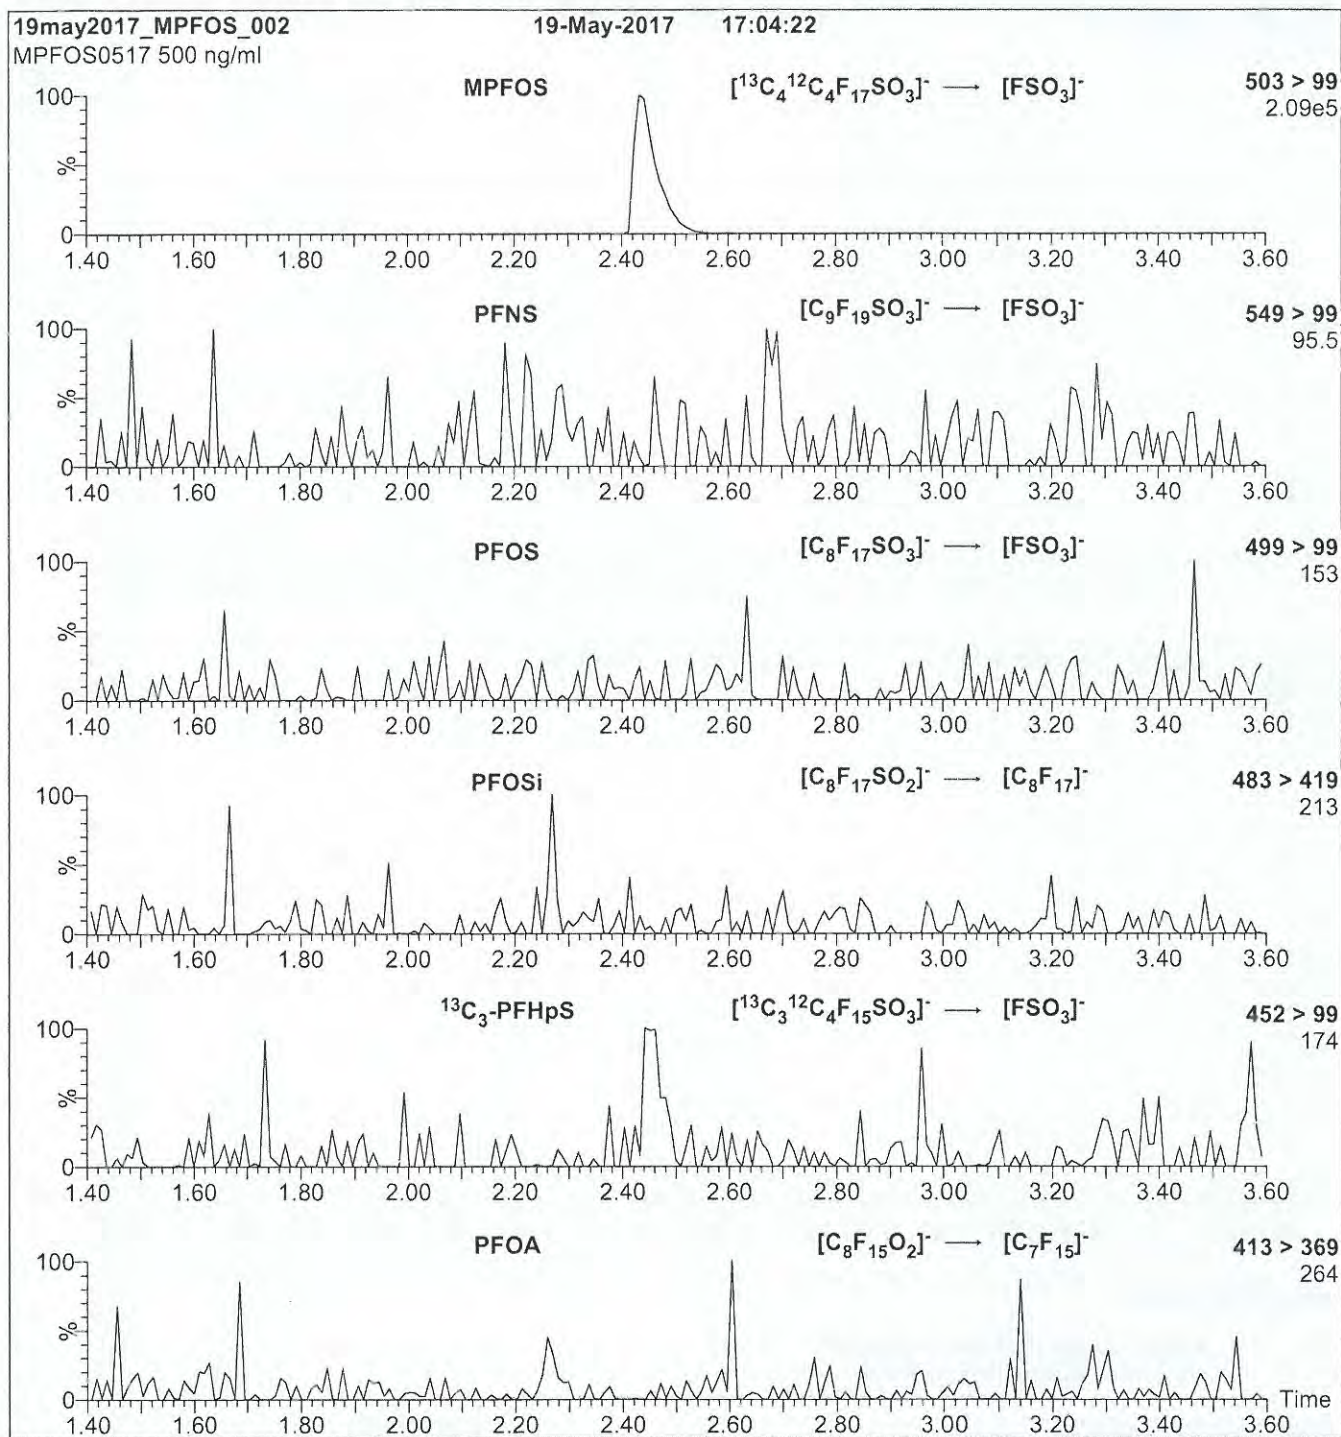 19may2017_MPFOS_002 19-May-2017 17:04:22
MPFOS0517 500 ng/ml
MPFOS [¹³C₄¹²C₄F₁₇SO₃]⁻ → [FSO₃]⁻ 503 > 99
2.09e5
100
%
0
1.40 1.60 1.80 2.00 2.20 2.40 2.60 2.80 3.00 3.20 3.40 3.60
PFNS [C₉F₁₉SO₃]⁻ → [FSO₃]⁻ 549 > 99
95.5
100
%
0
1.40 1.60 1.80 2.00 2.20 2.40 2.60 2.80 3.00 3.20 3.40 3.60
PFOS [C₈F₁₇SO₃]⁻ → [FSO₃]⁻ 499 > 99
153
100
%
0
1.40 1.60 1.80 2.00 2.20 2.40 2.60 2.80 3.00 3.20 3.40 3.60
PFOSi [C₈F₁₇SO₂]⁻ → [C₈F₁₇]⁻ 483 > 419
213
100
%
0
1.40 1.60 1.80 2.00 2.20 2.40 2.60 2.80 3.00 3.20 3.40 3.60
¹³C₃-PFHpS [¹³C₃¹²C₄F₁₅SO₃]⁻ → [FSO₃]⁻ 452 > 99
174
100
%
0
1.40 1.60 1.80 2.00 2.20 2.40 2.60 2.80 3.00 3.20 3.40 3.60
PFOA [C₈F₁₅O₂]⁻ → [C₇F₁₅]⁻ 413 > 369
264
100
%
0 Time
1.40 1.60 1.80 2.00 2.20 2.40 2.60 2.80 3.00 3.20 3.40 3.60